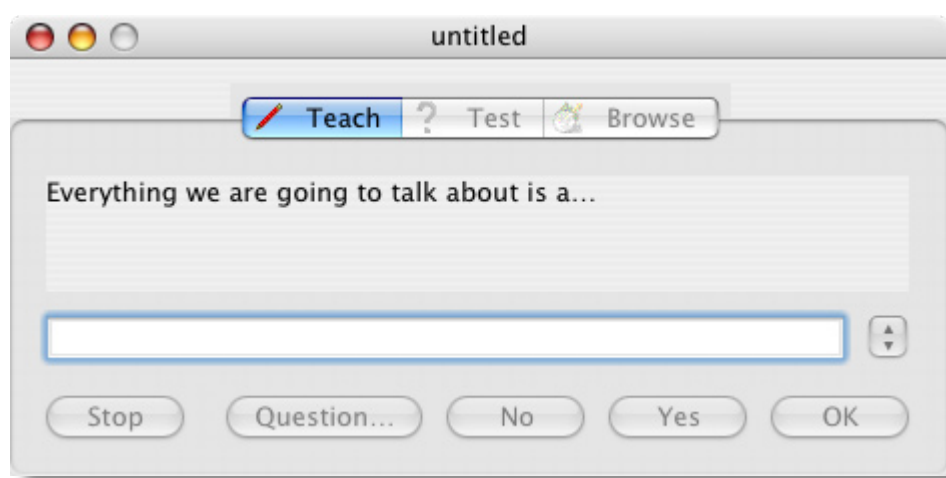 untitled
Teach ? Test Browse
Everything we are going to talk about is a...
Stop Question... No Yes OK